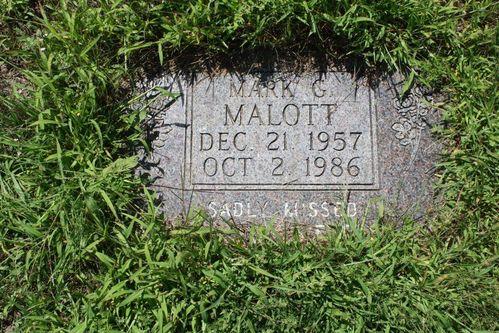 MARK G.
MALOTT
DEC. 21, 1957
OCT. 2, 1986
SADLY MISSED